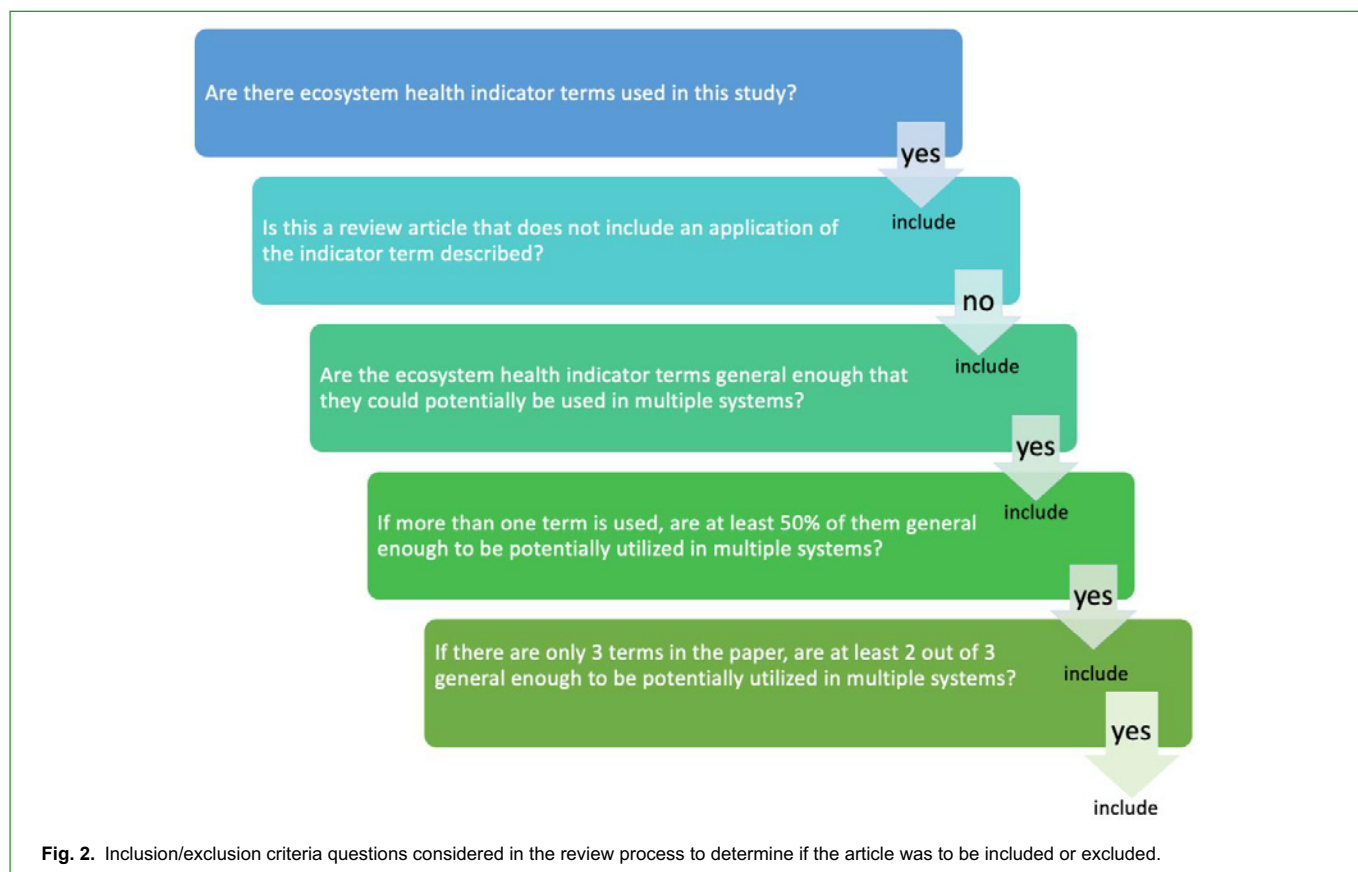 Are there ecosystem health indicator terms used in this study?
yes
include
Is this a review article that does not include an application of
the indicator term described?
no
include
Are the ecosystem health indicator terms general enough that
they could potentially be used in multiple systems?
yes
include
If more than one term is used, are at least 50% of them general
enough to be potentially utilized in multiple systems?
yes
include
If there are only 3 terms in the paper, are at least 2 out of 3
general enough to be potentially utilized in multiple systems?
yes
include
Fig. 2. Inclusion/exclusion criteria questions considered in the review process to determine if the article was to be included or excluded.